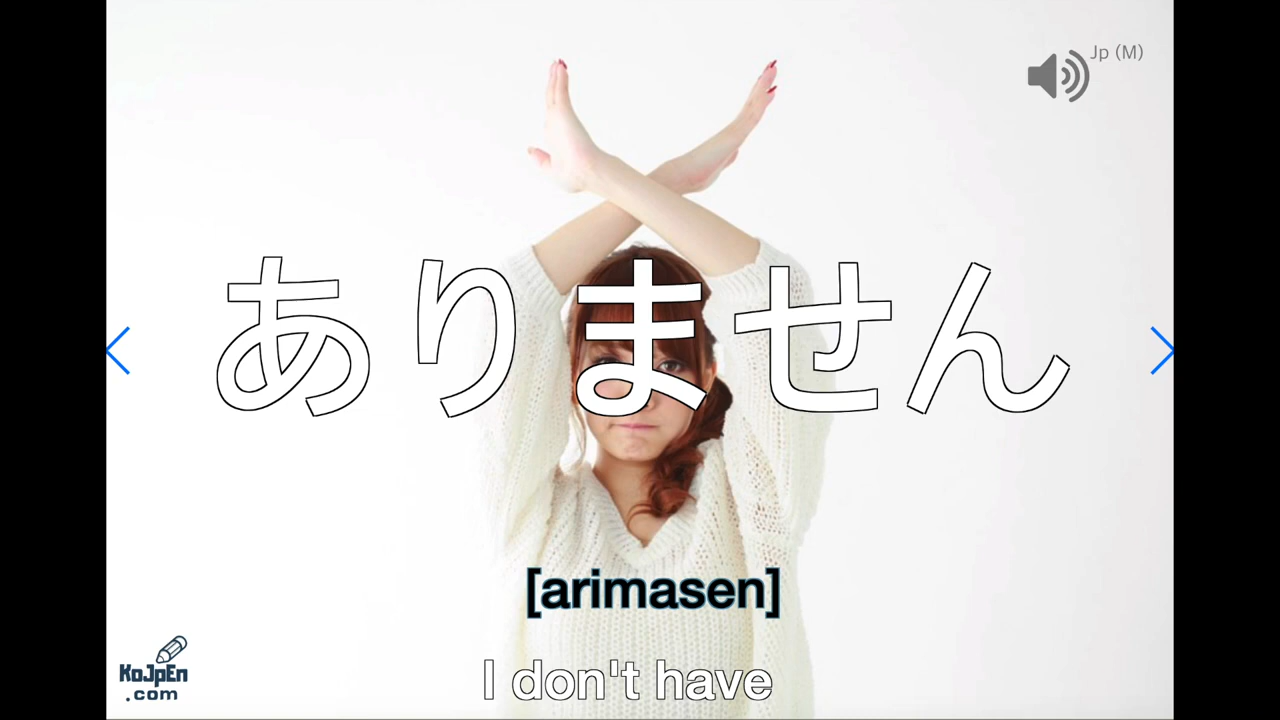 Jp (M)
ありません
[arimasen]
I don't have
KoJpEn
.com